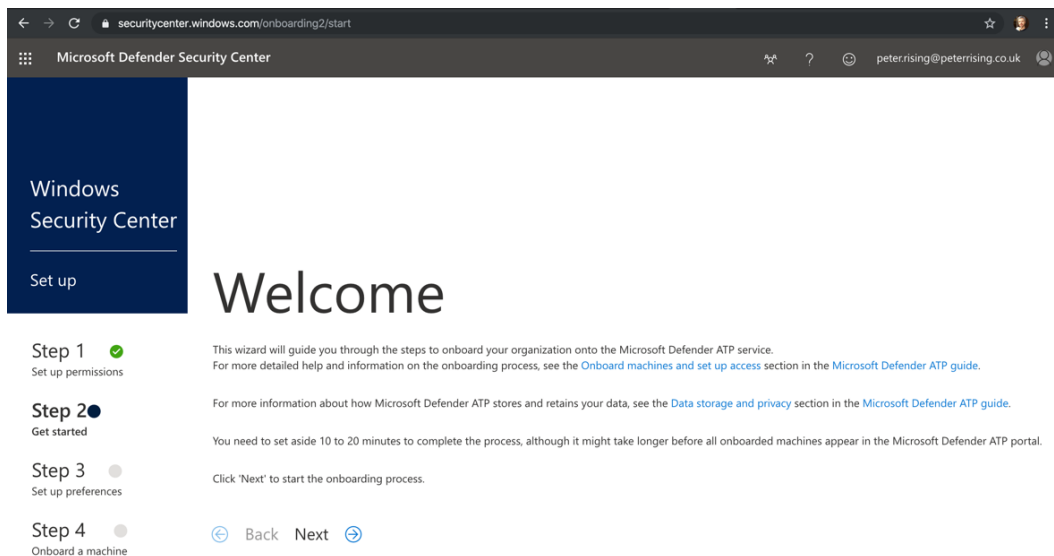 securitycenter.windows.com/onboarding2/start
Microsoft Defender Security Center
peter.rising@peterrising.co.uk
Windows
Security Center
Set up
Welcome
Step 1
Set up permissions
Step 2
Get started
Step 3
Set up preferences
Step 4
Onboard a machine
This wizard will guide you through the steps to onboard your organization onto the Microsoft Defender ATP service.
For more detailed help and information on the onboarding process, see the Onboard machines and set up access section in the Microsoft Defender ATP guide.
For more information about how Microsoft Defender ATP stores and retains your data, see the Data storage and privacy section in the Microsoft Defender ATP guide.
You need to set aside 10 to 20 minutes to complete the process, although it might take longer before all onboarded machines appear in the Microsoft Defender ATP portal.
Click 'Next' to start the onboarding process.
Back Next